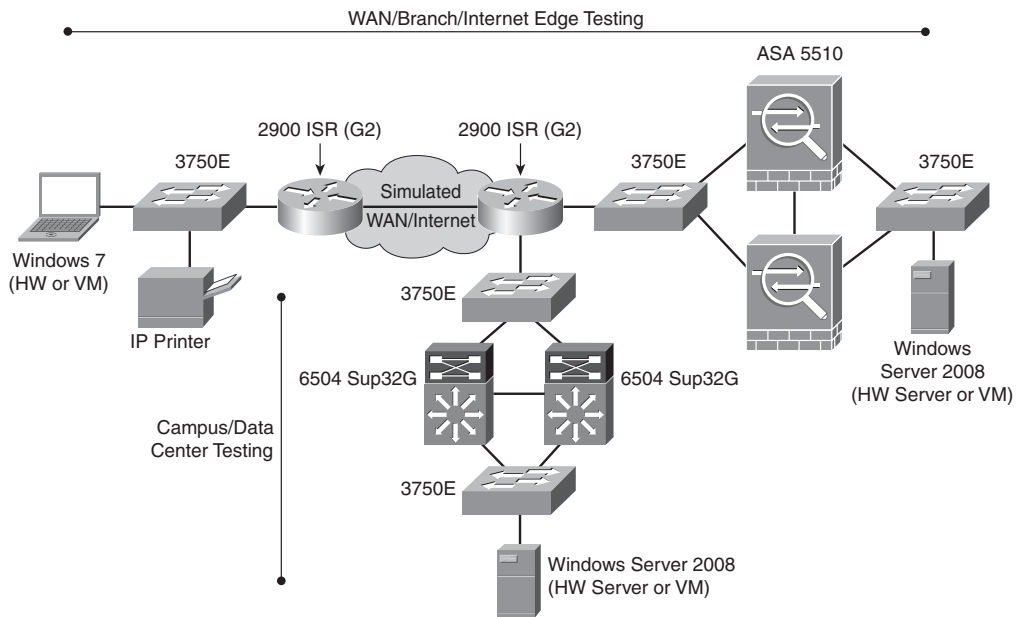 WAN/Branch/Internet Edge Testing
ASA 5510
2900 ISR (G2)
2900 ISR (G2)
3750E
3750E
3750E
Simulated
WAN/Internet
Windows 7
(HW or VM)
IP Printer
3750E
6504 Sup32G
6504 Sup32G
Windows
Server 2008
(HW Server or VM)
Campus/Data
Center Testing
3750E
Windows Server 2008
(HW Server or VM)